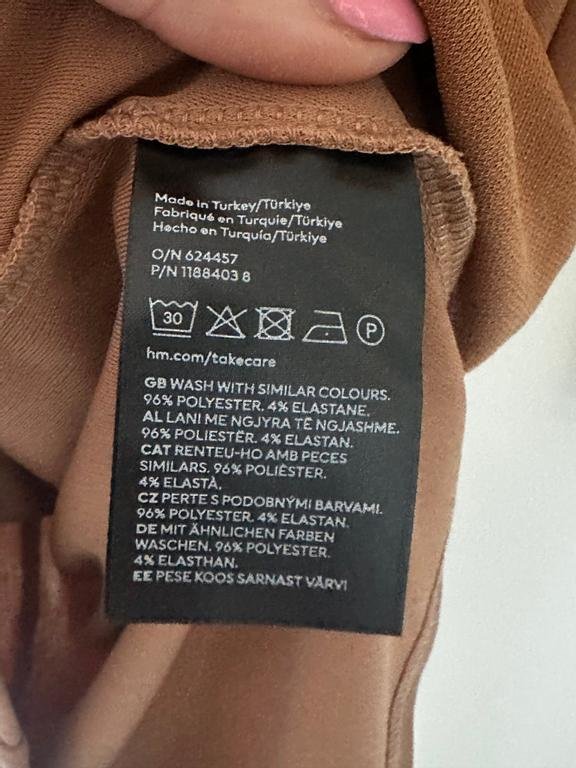 Made in Turkey/Türkiye
Fabriqué en Turquie/Türkiye
Hecho en Turquía/Türkiye
O/N 624457
P/N 1188403 8
30 P
hm.com/takecare
GB WASH WITH SIMILAR COLOURS.
96% POLYESTER. 4% ELASTANE.
AL LANI ME NGJYRA TË NGJASHME.
96% POLIESTËR. 4% ELASTAN.
CAT RENTEU-HO AMB PECES
SIMILARS. 96% POLIÈSTER.
4% ELASTÀ.
CZ PERTE S PODOBNÝMI BARVAMI.
96% POLYESTER. 4% ELASTAN.
DE MIT ÄHNLICHEN FARBEN
WASCHEN. 96% POLYESTER.
4% ELASTHAN.
EE PESE KOOS SARNAST VÄRVI